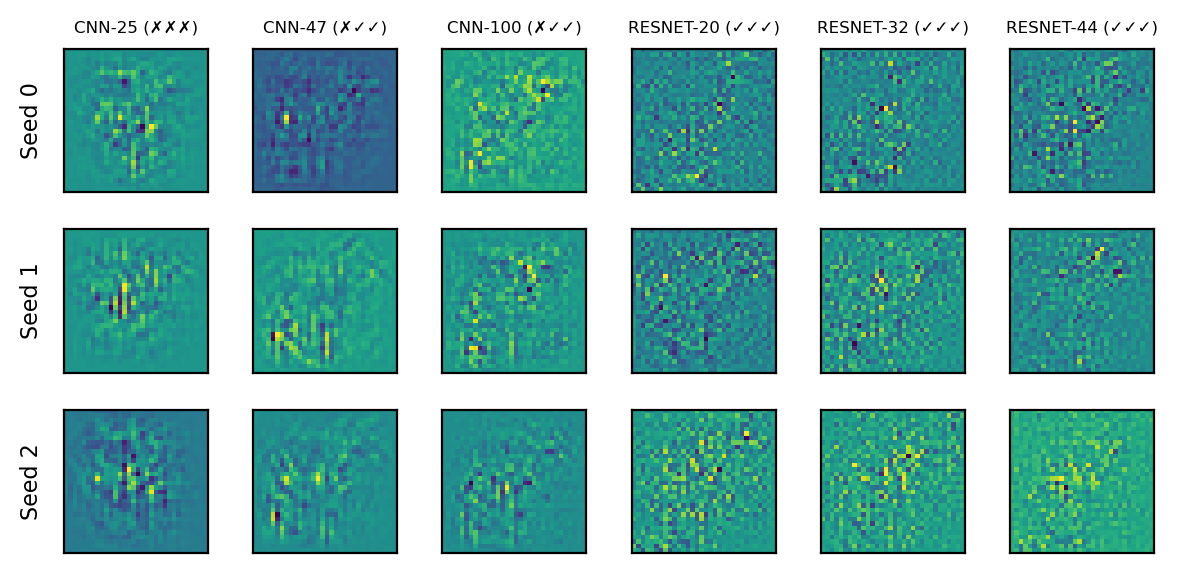 CNN-25 (✗✗✗) CNN-47 (✗✓✓) CNN-100 (✗✓✓) RESNET-20 (✓✓✓) RESNET-32 (✓✓✓) RESNET-44 (✓✓✓)
Seed 0
Seed 1
Seed 2